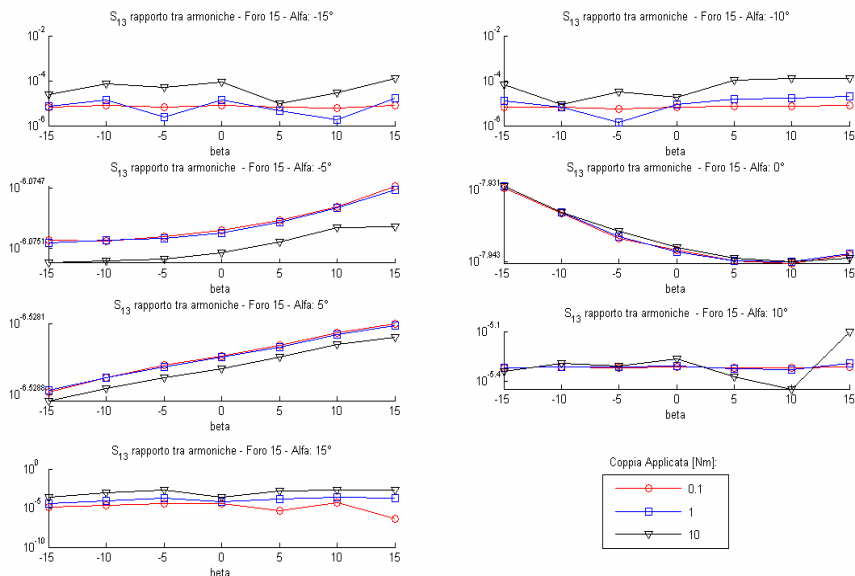 S13 rapporto tra armoniche - Foro 15 - Alfa: -15°
10^-2
10^-4
10^-6
-15 -10 -5 0 5 10 15
beta
S13 rapporto tra armoniche - Foro 15 - Alfa: -10°
10^-2
10^-4
10^-6
-15 -10 -5 0 5 10 15
beta
S13 rapporto tra armoniche - Foro 15 - Alfa: -5°
10^-6.0747
10^-6.0751
-15 -10 -5 0 5 10 15
beta
S13 rapporto tra armoniche - Foro 15 - Alfa: 0°
10^-7.931
10^-7.943
-15 -10 -5 0 5 10 15
beta
S13 rapporto tra armoniche - Foro 15 - Alfa: 5°
10^-6.5281
10^-6.5288
-15 -10 -5 0 5 10 15
beta
S13 rapporto tra armoniche - Foro 15 - Alfa: 10°
10^-5.1
10^-5.4
-15 -10 -5 0 5 10 15
beta
S13 rapporto tra armoniche - Foro 15 - Alfa: 15°
10^0
10^-5
10^-10
-15 -10 -5 0 5 10 15
beta
Coppia Applicata [Nm]:
0.1
1
10